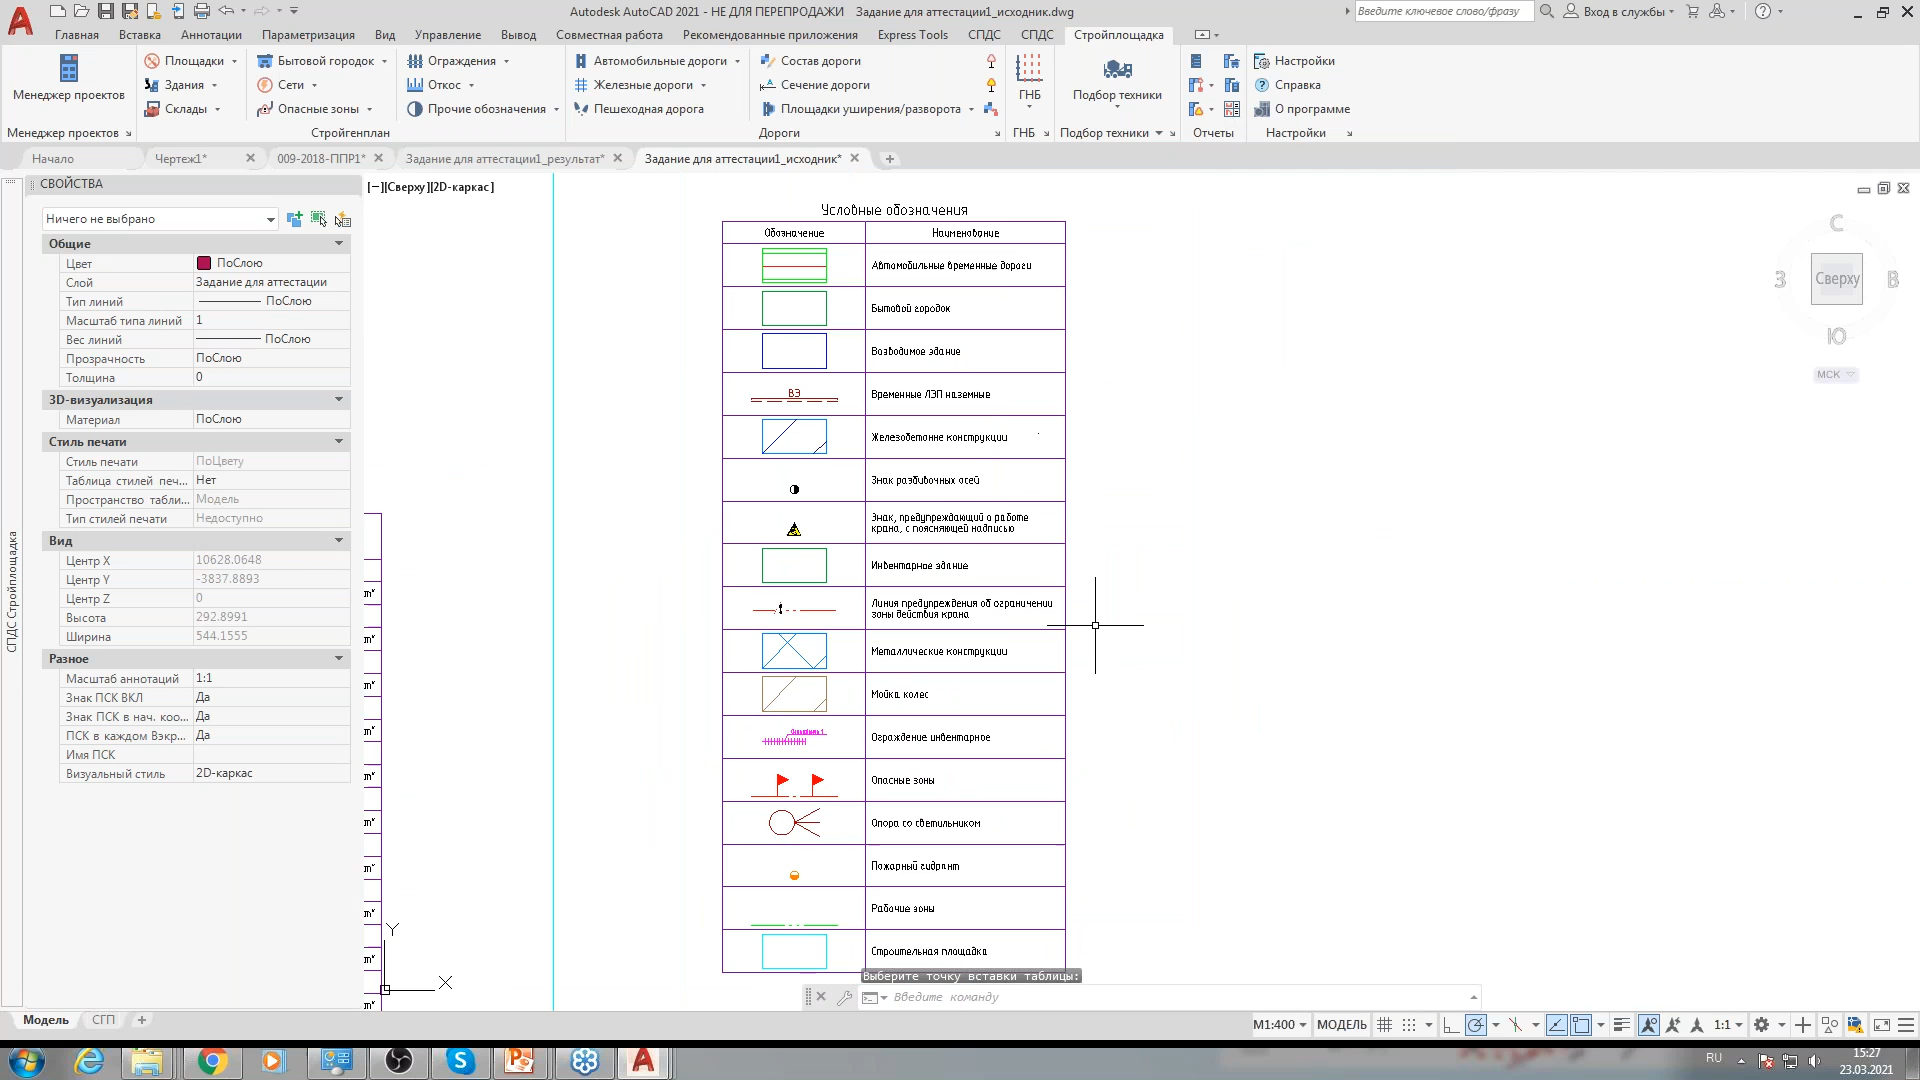 Autodesk AutoCAD 2021 - НЕ ДЛЯ ПЕРЕПРОДАЖИ Задание для аттестации1_исходник.dwg
Введите ключевое слово/фразу
Вход в службы
Главная Вставка Аннотации Параметризация Вид Управление Вывод Совместная работа Рекомендованные приложения Express Tools СПДС СПДС Стройплощадка
Менеджер проектов
Менеджер проектов
Площадки
Здания
Склады
Бытовой городок
Сети
Опасные зоны
Ограждения
Откос
Прочие обозначения
Стройгенплан
Автомобильные дороги
Железные дороги
Пешеходная дорога
Состав дороги
Сечение дороги
Площадки уширения/разворота
Дороги
ГНБ
ГНБ
Подбор техники
Подбор техники
Отчеты
Настройки
Справка
О программе
Настройки
Начало
Чертеж1*
009-2018-ППР1*
Задание для аттестации1_результат*
Задание для аттестации1_исходник*
СПДС Стройплощадка
СВОЙСТВА
Ничего не выбрано
Общие
Цвет ПоСлою
Слой Задание для аттестации
Тип линий ПоСлою
Масштаб типа линий 1
Вес линий ПоСлою
Прозрачность ПоСлою
Толщина 0
3D-визуализация
Материал ПоСлою
Стиль печати
Стиль печати ПоЦвету
Таблица стилей печ... Нет
Пространство табли... Модель
Тип стилей печати Недоступно
Вид
Центр X 10628.0648
Центр Y -3837.8893
Центр Z 0
Высота 292.8991
Ширина 544.1555
Разное
Масштаб аннотаций 1:1
Знак ПСК ВКЛ Да
Знак ПСК в нач. коо... Да
ПСК в каждом Вэкр... Да
Имя ПСК
Визуальный стиль 2D-каркас
[−][Сверху][2D-каркас]
Условные обозначения
Обозначение Наименование
Автомобильные временные дороги
Бытовой городок
Возводимое здание
ВЭ
Временные ЛЭП наземные
Железобетонне конструкции
Знак разбивочных осей
Знак, предупреждающий о работе
крана, с поясняющей надписью
Инвентарное здание
Линия предупреждения об ограничении
зоны действия крана
Металлические конструкции
Мойка колес
Ограждение инвентарное
Опасные зоны
Опора со светильником
Пожарный гидрант
Рабочие зоны
Строительная площадка
С
З Сверху В
Ю
МСК
Y
X
Выберите точку вставки таблицы:
Введите команду
Модель СГП
М1:400 МОДЕЛЬ 1:1
RU
15:27
23.03.2021